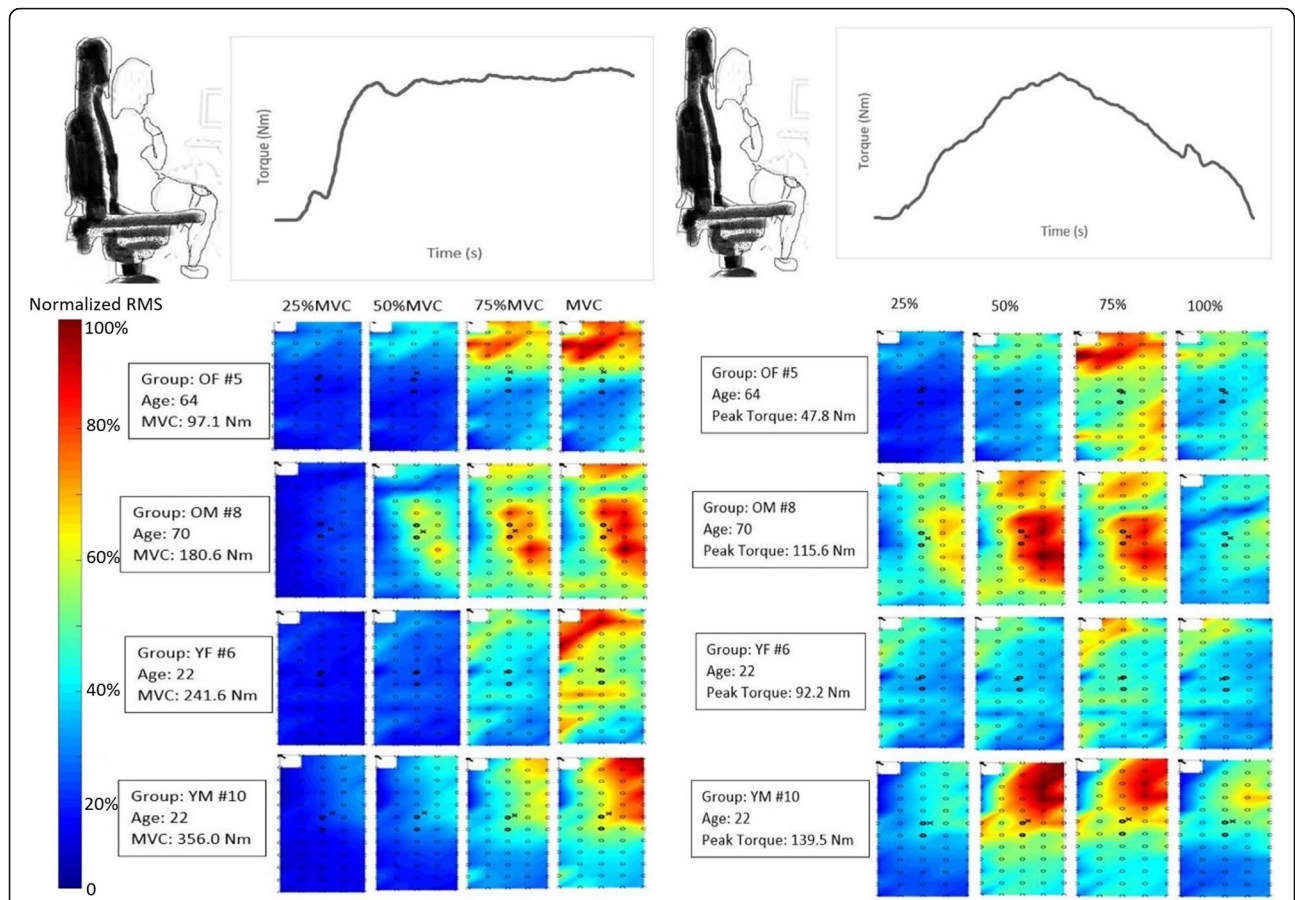 Torque (Nm)
Time (s)
Torque (Nm)
Time (s)
Normalized RMS
100%
80%
60%
40%
20%
0
25%MVC 50%MVC 75%MVC MVC
Group: OF #5
Age: 64
MVC: 97.1 Nm
Group: OM #8
Age: 70
MVC: 180.6 Nm
Group: YF #6
Age: 22
MVC: 241.6 Nm
Group: YM #10
Age: 22
MVC: 356.0 Nm
25% 50% 75% 100%
Group: OF #5
Age: 64
Peak Torque: 47.8 Nm
Group: OM #8
Age: 70
Peak Torque: 115.6 Nm
Group: YF #6
Age: 22
Peak Torque: 92.2 Nm
Group: YM #10
Age: 22
Peak Torque: 139.5 Nm